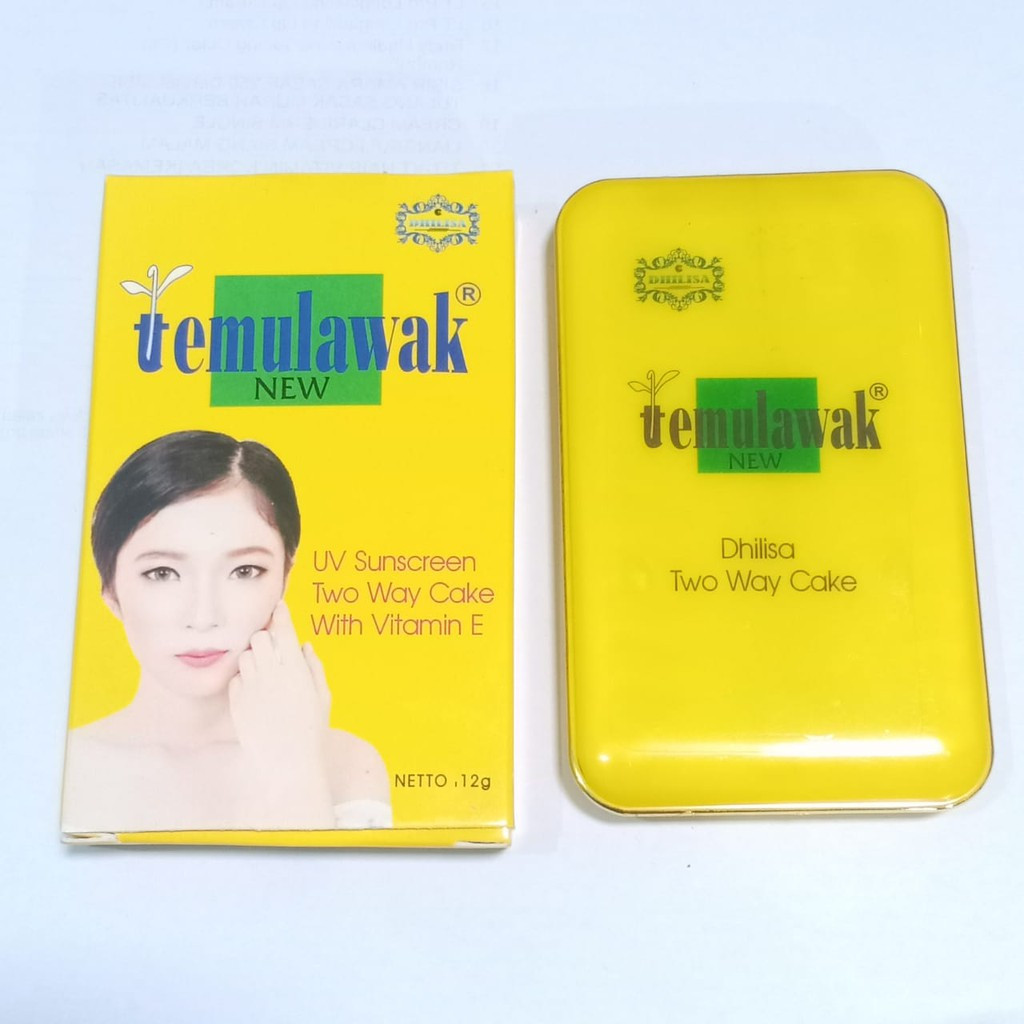 DHILISA
temulawak®
NEW
UV Sunscreen
Two Way Cake
With Vitamin E
NETTO : 12g
DHILISA
temulawak®
NEW
Dhilisa
Two Way Cake